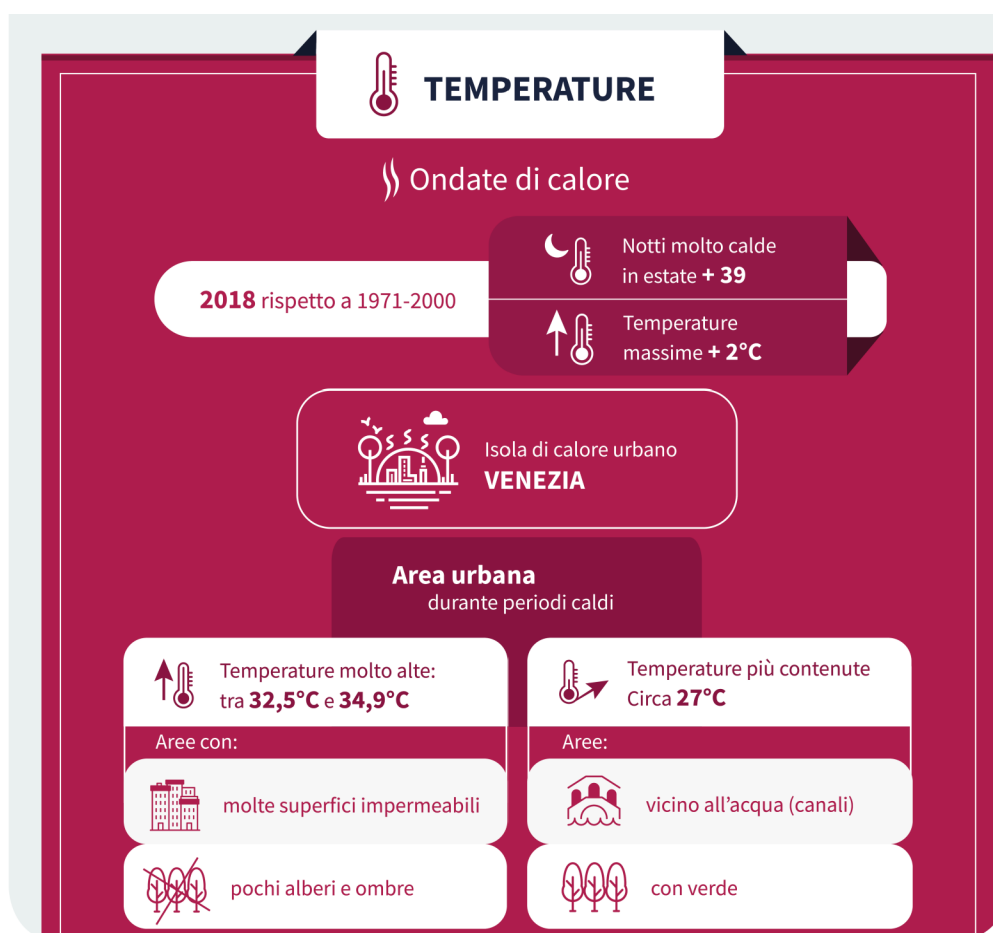 TEMPERATURE
Ondate di calore
2018 rispetto a 1971-2000
Notti molto calde
in estate + 39
Temperature
massime + 2°C
Isola di calore urbano
VENEZIA
Area urbana
durante periodi caldi
Temperature molto alte:
tra 32,5°C e 34,9°C
Aree con:
molte superfici impermeabili
pochi alberi e ombre
Temperature più contenute
Circa 27°C
Aree:
vicino all'acqua (canali)
con verde